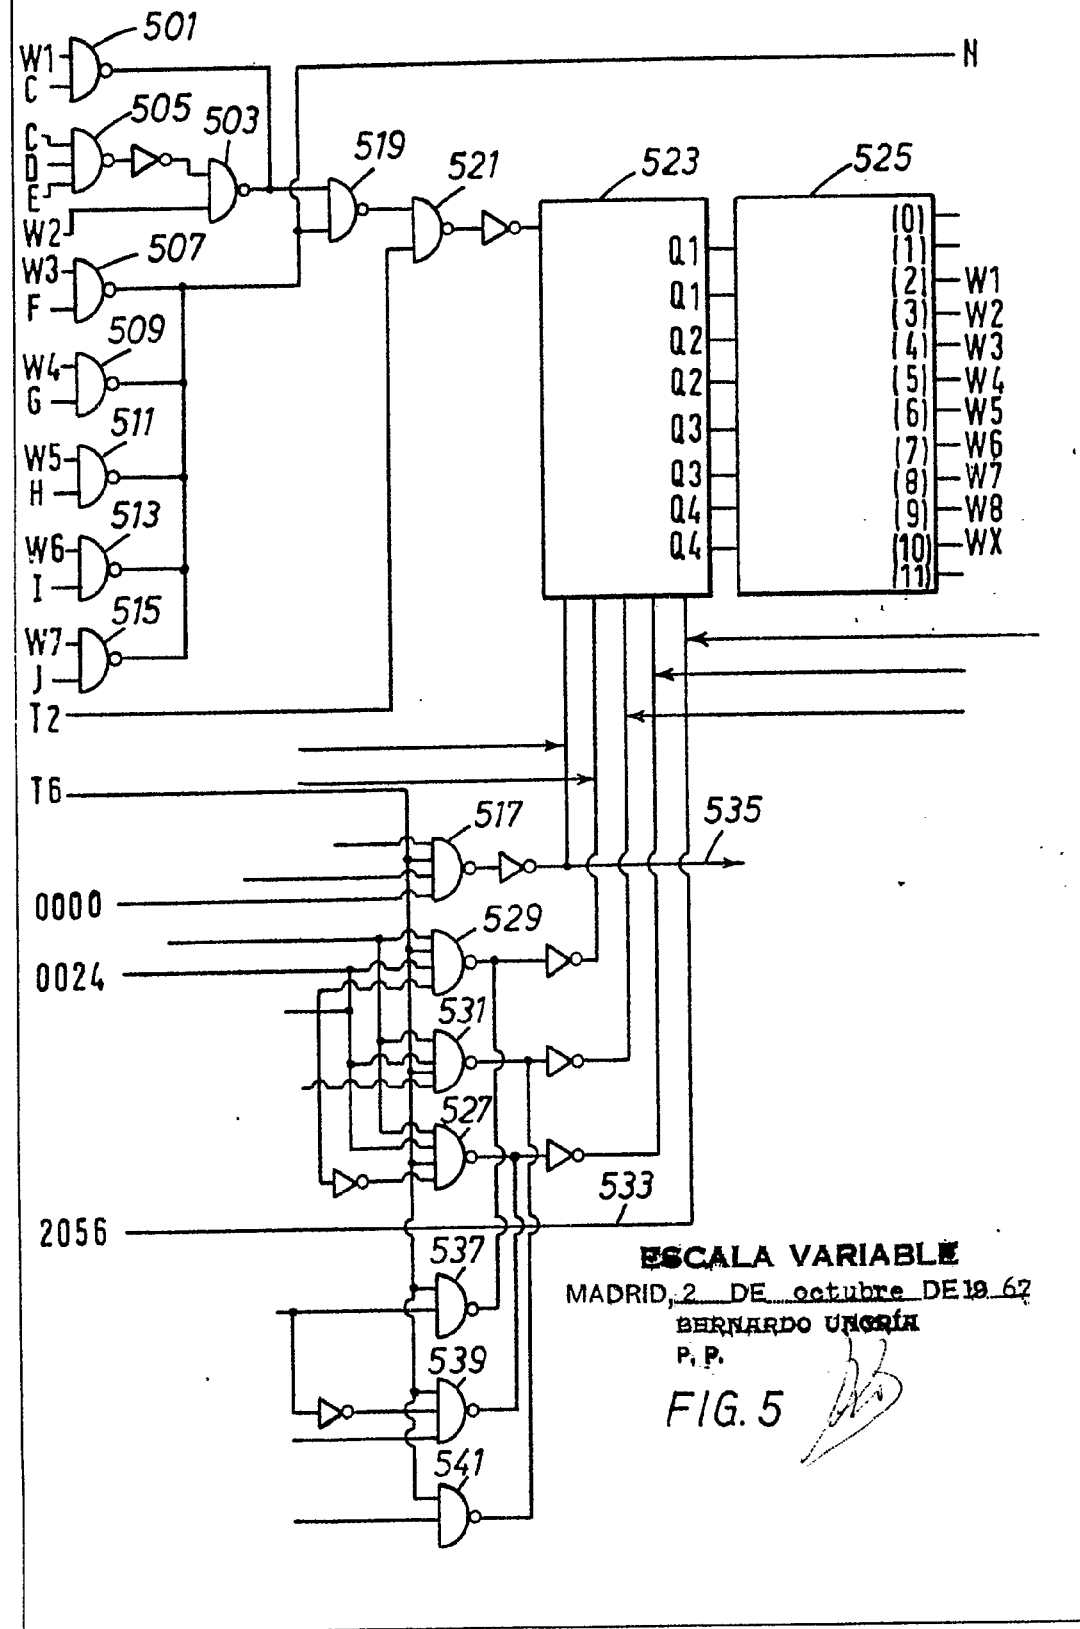 501
W1
C
N
505
C
D
E
503
W2
519
521
523
525
507
W3
F
509
W4
G
511
W5
H
513
W6
I
515
W7
J
T2
Q1
Q1
Q2
Q2
Q3
Q3
Q4
Q4
(0)
(1)
(2) W1
(3) W2
(4) W3
(5) W4
(6) W5
(7) W6
(8) W7
(9) W8
(10) WX
(11)
T6
517
535
0000
529
0024
531
527
533
2056
537
539
541
ESCALA VARIABLE
MADRID, 2 DE octubre DE 19 67
BERNARDO UNGRÍA
P. P.
FIG. 5